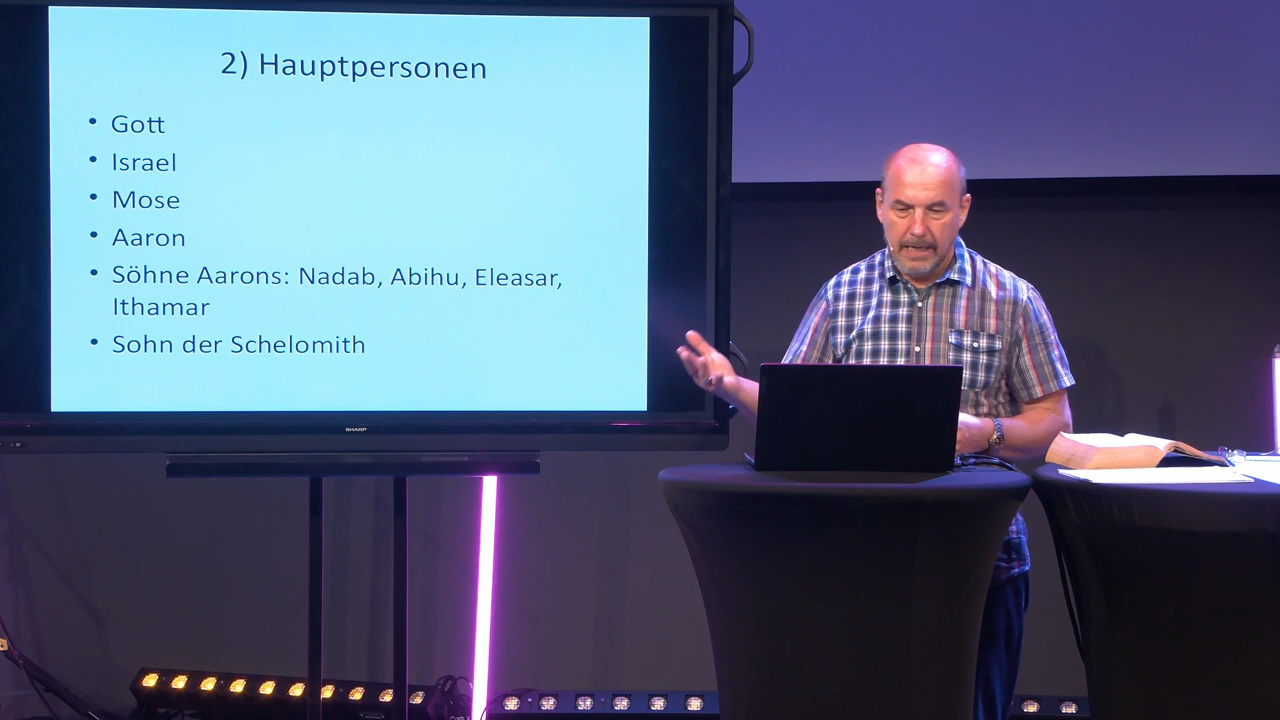 2) Hauptpersonen
• Gott
• Israel
• Mose
• Aaron
• Söhne Aarons: Nadab, Abihu, Eleasar,
Ithamar
• Sohn der Schelomith
SHARP